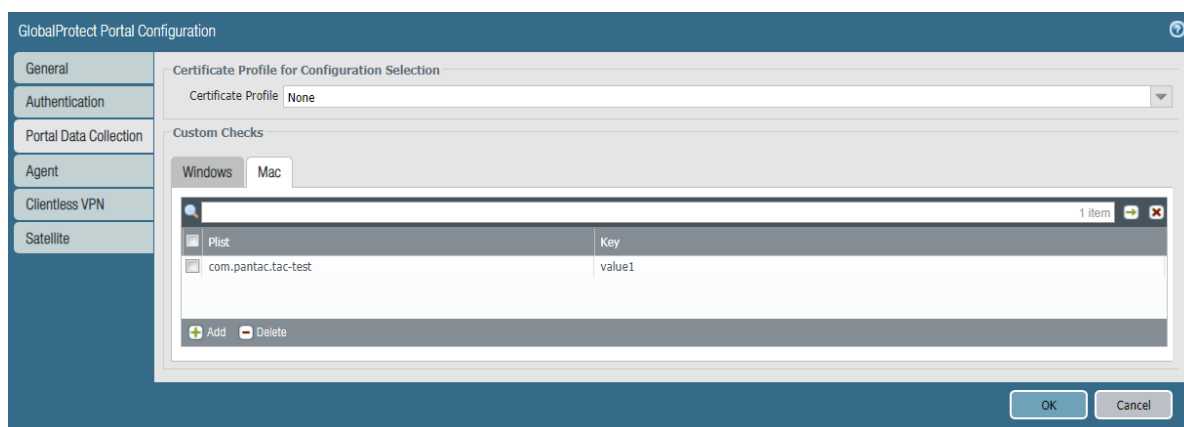 GlobalProtect Portal Configuration
General
Authentication
Portal Data Collection
Agent
Clientless VPN
Satellite
Certificate Profile for Configuration Selection
Certificate Profile None
Custom Checks
Windows Mac
1 item
Plist Key
com.pantac.tac-test value1
Add Delete
OK Cancel